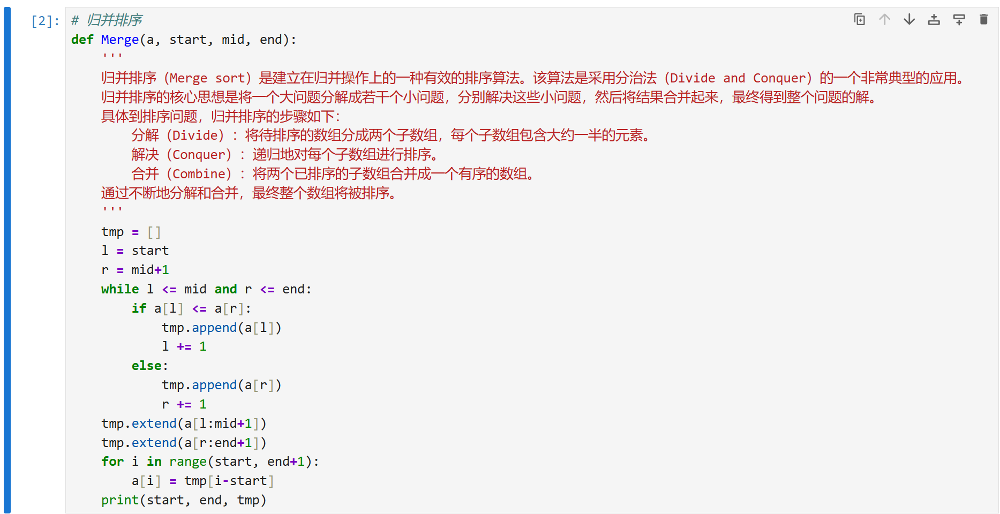 [2]:
# 归并排序
def Merge(a, start, mid, end):
    '''
    归并排序（Merge sort）是建立在归并操作上的一种有效的排序算法。该算法是采用分治法（Divide and Conquer）的一个非常典型的应用。
    归并排序的核心思想是将一个大问题分解成若干个小问题，分别解决这些小问题，然后将结果合并起来，最终得到整个问题的解。
    具体到排序问题，归并排序的步骤如下：
        分解（Divide）：将待排序的数组分成两个子数组，每个子数组包含大约一半的元素。
        解决（Conquer）：递归地对每个子数组进行排序。
        合并（Combine）：将两个已排序的子数组合并成一个有序的数组。
    通过不断地分解和合并，最终整个数组将被排序。
    '''
    tmp = []
    l = start
    r = mid+1
    while l <= mid and r <= end:
        if a[l] <= a[r]:
            tmp.append(a[l])
            l += 1
        else:
            tmp.append(a[r])
            r += 1
    tmp.extend(a[l:mid+1])
    tmp.extend(a[r:end+1])
    for i in range(start, end+1):
        a[i] = tmp[i-start]
    print(start, end, tmp)